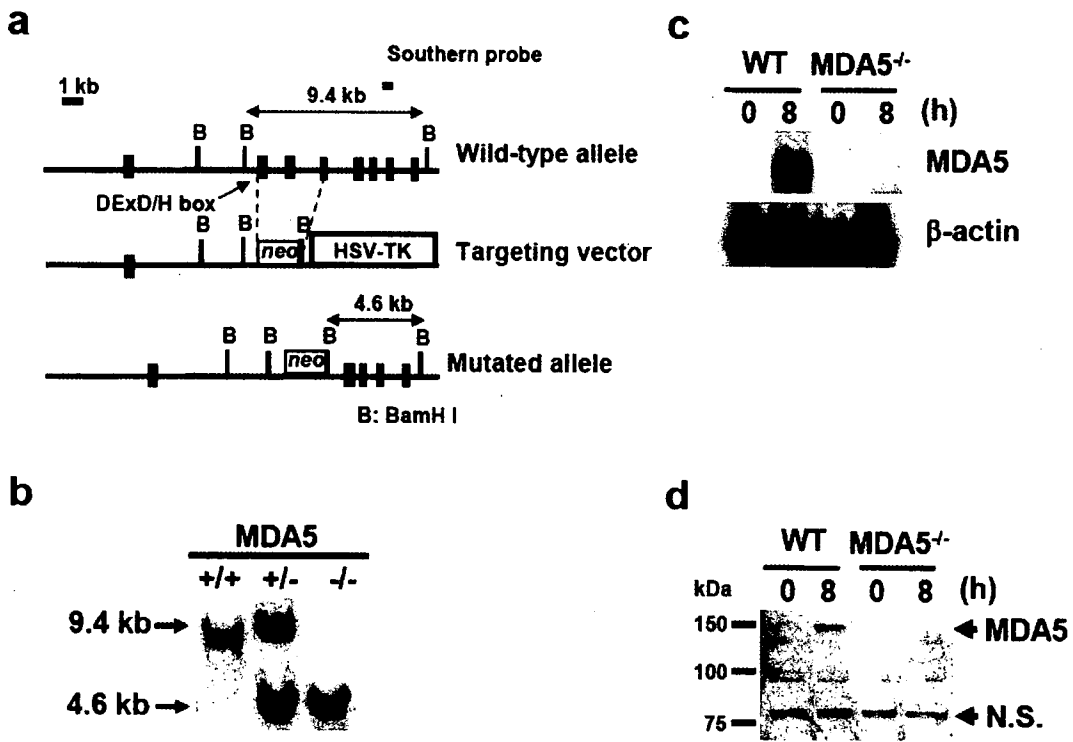 a
Southern probe
1 kb
9.4 kb
B B B
Wild-type allele
DExD/H box
B B B
neo HSV-TK Targeting vector
4.6 kb
B B B B
neo Mutated allele
B: BamH I
b
MDA5
+/+ +/- -/-
9.4 kb
4.6 kb
c
WT MDA5-/-
0 8 0 8 (h)
MDA5
β-actin
d
WT MDA5-/-
kDa 0 8 0 8 (h)
150 MDA5
100
75 N.S.